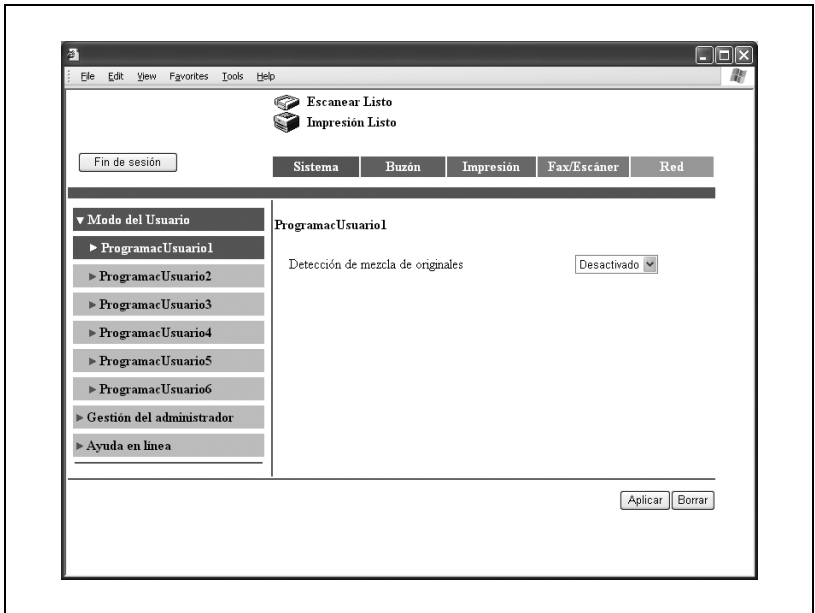 File Edit View Favorites Tools Help
Escanear Listo
Impresión Listo
Fin de sesión
Sistema Buzón Impresión Fax/Escáner Red
Modo del Usuario
ProgramacUsuario1
ProgramacUsuario2
ProgramacUsuario3
ProgramacUsuario4
ProgramacUsuario5
ProgramacUsuario6
Gestión del administrador
Ayuda en línea
ProgramacUsuario1
Detección de mezcla de originales Desactivado
Aplicar Borrar